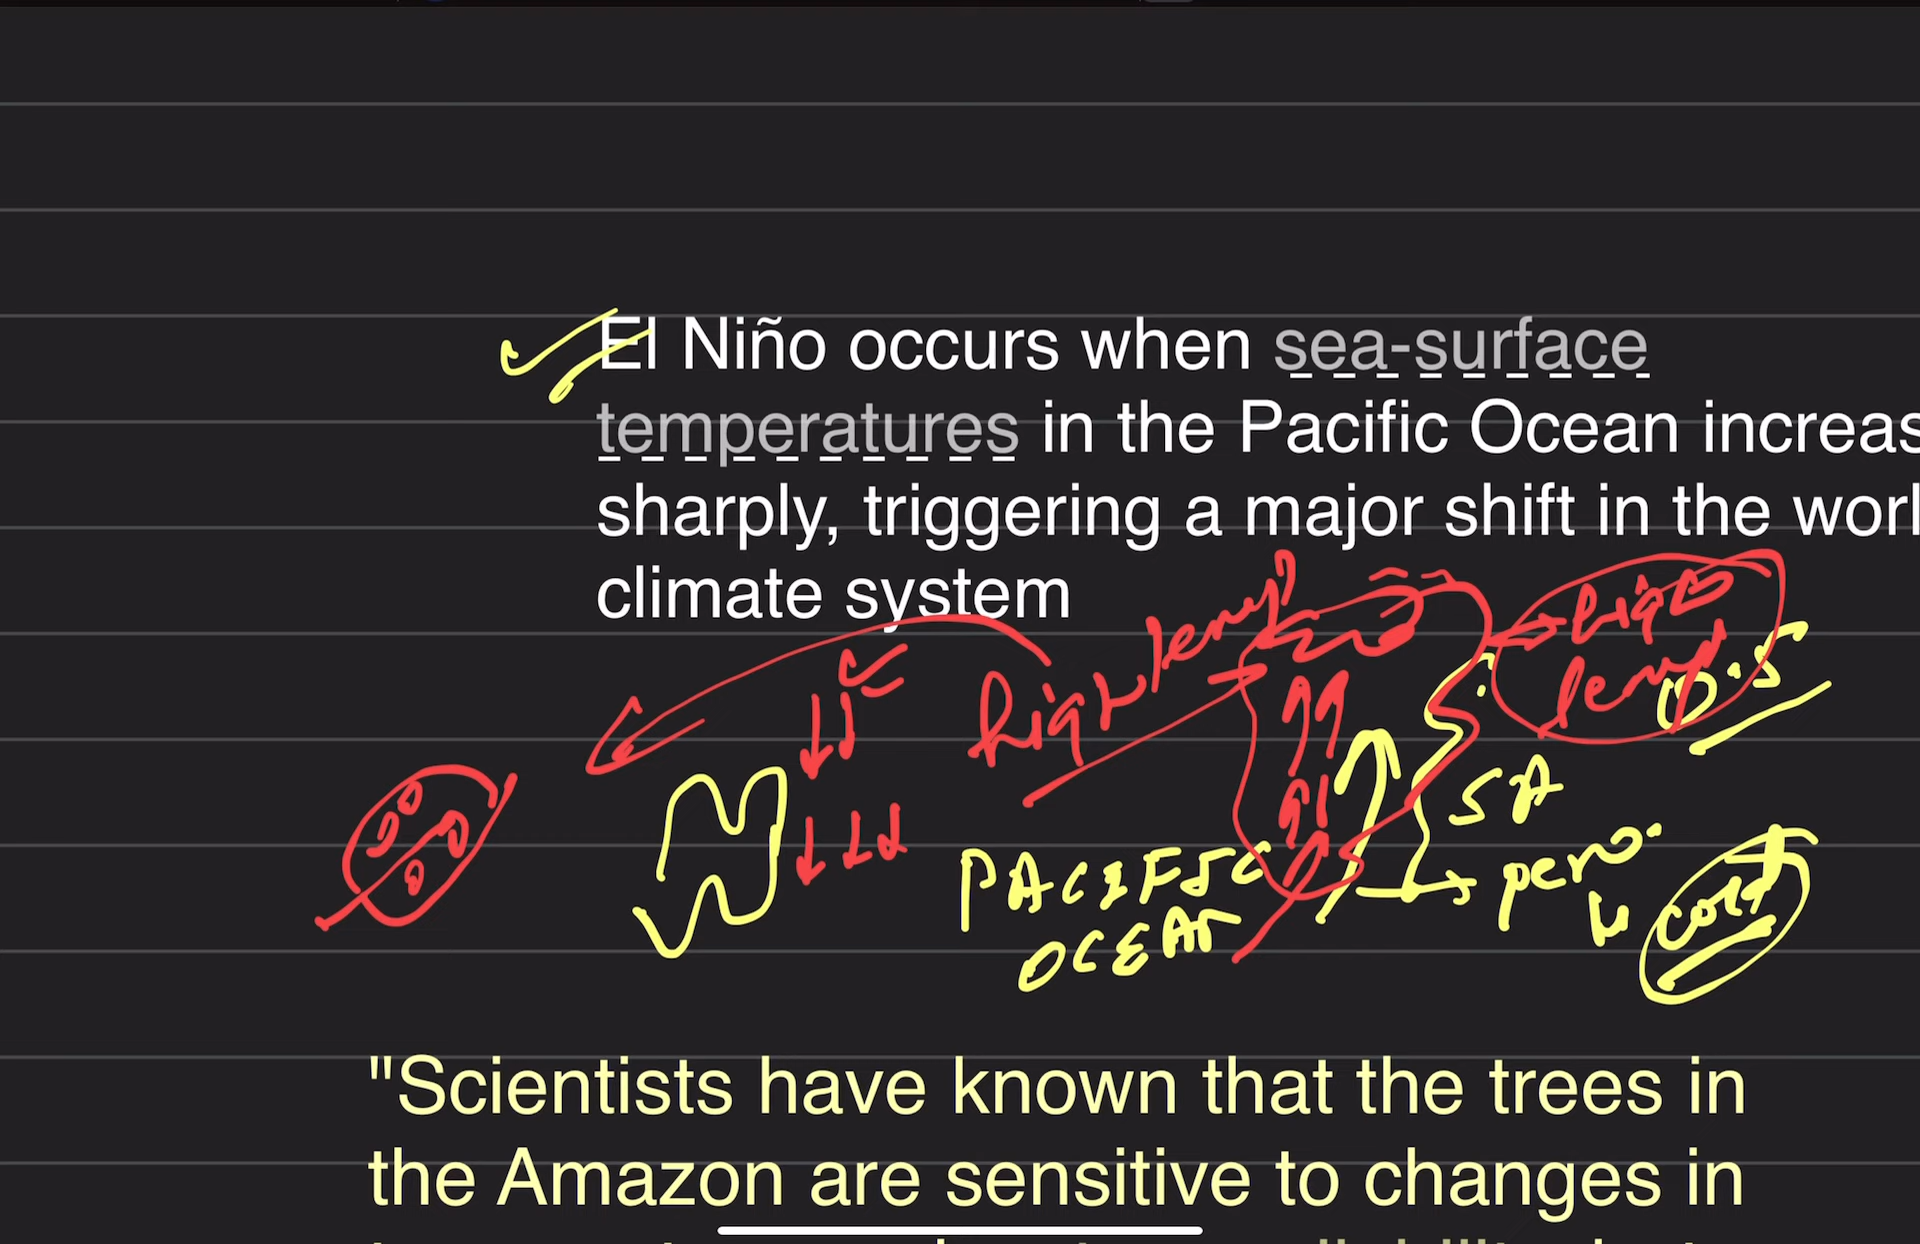 El Niño occurs when sea-surface
temperatures in the Pacific Ocean increas
sharply, triggering a major shift in the worl
climate system
high temp
high
temp
U.S
SA
PACIFIC
OCEAN
peru.
cold
"Scientists have known that the trees in
the Amazon are sensitive to changes in